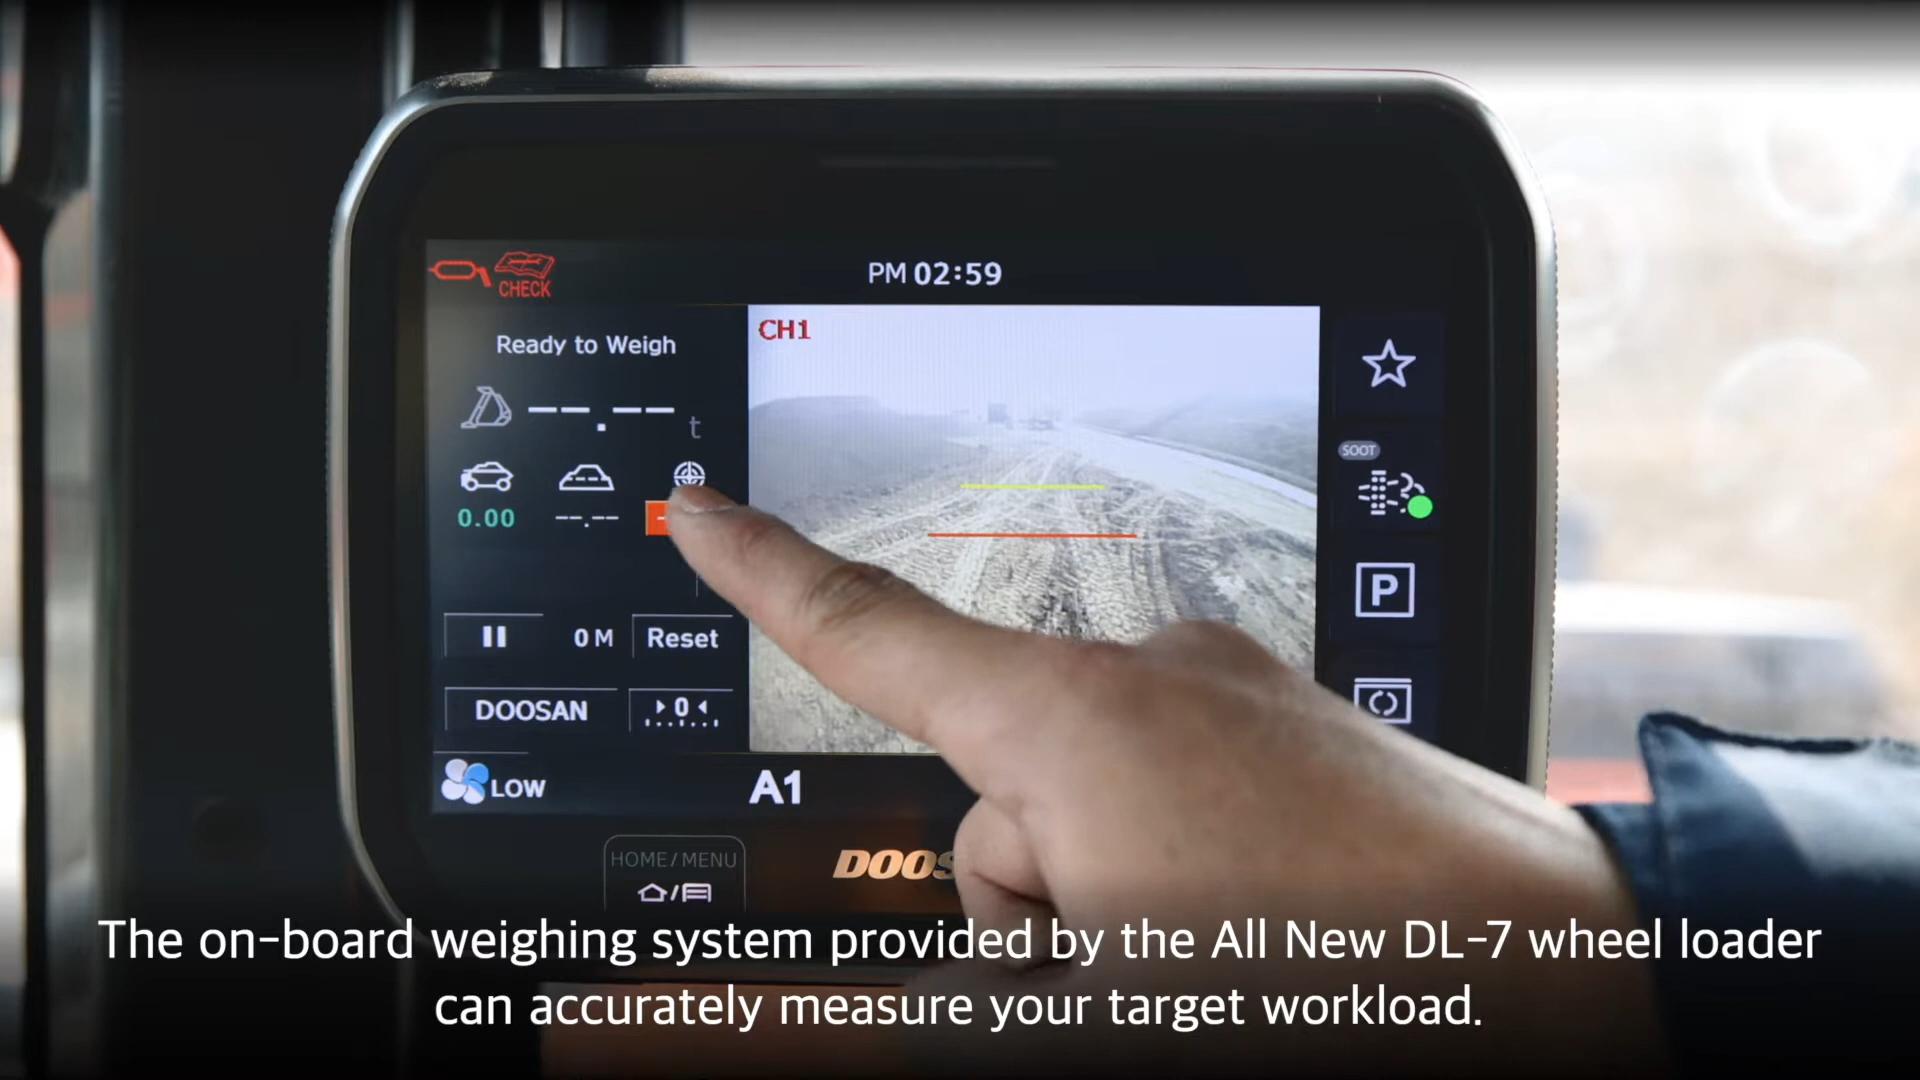 CHECK
PM 02:59
Ready to Weigh
CH1
--.-- t
0.00
--.--
SOOT
P
0 M
Reset
DOOSAN
0
LOW
A1
HOME/MENU
DOOS
The on-board weighing system provided by the All New DL-7 wheel loader
can accurately measure your target workload.